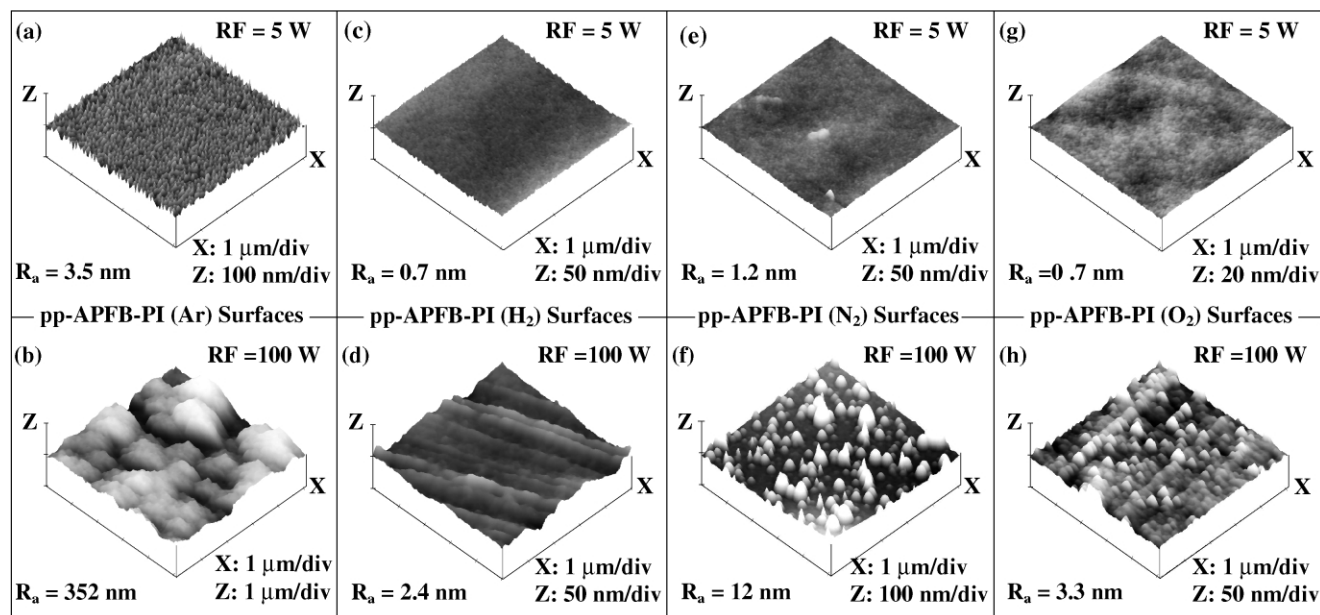 (a) RF = 5 W
Z
X
X: 1 μm/div
Rₐ = 3.5 nm
Z: 100 nm/div
(c) RF = 5 W
Z
X
X: 1 μm/div
Rₐ = 0.7 nm
Z: 50 nm/div
(e) RF = 5 W
Z
X
X: 1 μm/div
Rₐ = 1.2 nm
Z: 50 nm/div
(g) RF = 5 W
Z
X
X: 1 μm/div
Rₐ =0 .7 nm
Z: 20 nm/div
pp-APFB-PI (Ar) Surfaces
pp-APFB-PI (H₂) Surfaces
pp-APFB-PI (N₂) Surfaces
pp-APFB-PI (O₂) Surfaces
(b) RF =100 W
Z
X
X: 1 μm/div
Rₐ = 352 nm
Z: 1 μm/div
(d) RF =100 W
Z
X
X: 1 μm/div
Rₐ = 2.4 nm
Z: 50 nm/div
(f) RF =100 W
Z
X
X: 1 μm/div
Rₐ = 12 nm
Z: 100 nm/div
(h) RF =100 W
Z
X
X: 1 μm/div
Rₐ = 3.3 nm
Z: 50 nm/div